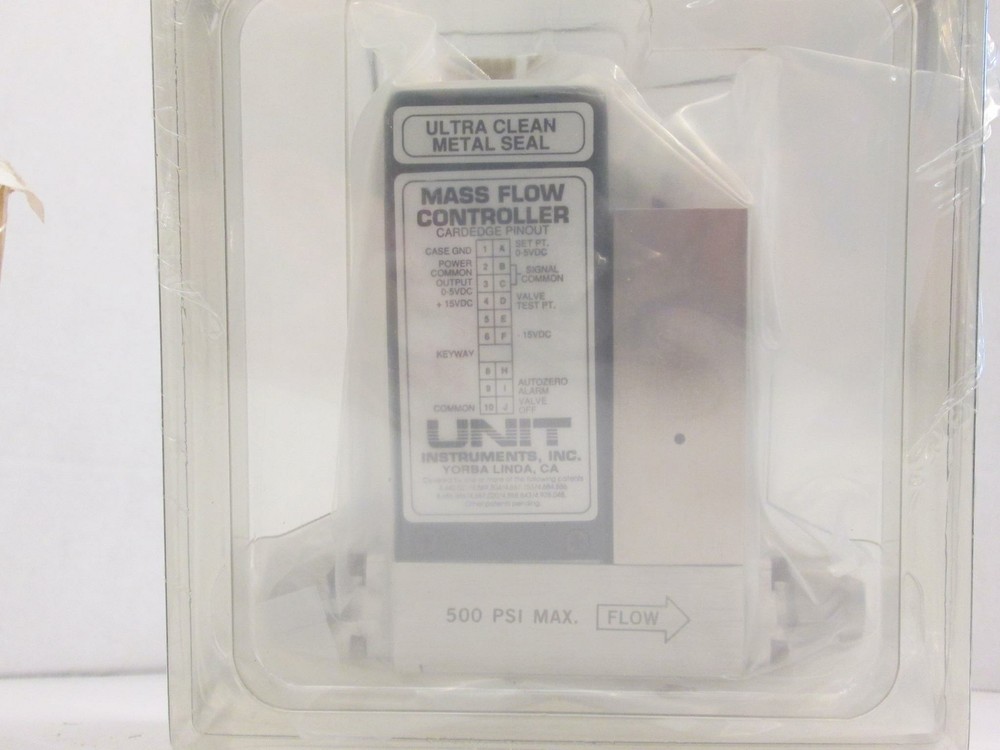 ULTRA CLEAN
METAL SEAL
MASS FLOW
CONTROLLER
CARDEDGE PINOUT
CASE GND 1 A SET PT.
0-5VDC
POWER
COMMON 2 B SIGNAL
COMMON
OUTPUT
0-5VDC 3 C
+ 15VDC 4 D VALVE
TEST PT.
5 E
6 F - 15VDC
KEYWAY
H
9 I AUTOZERO
ALARM
COMMON 10 J VALVE
OFF
UNIT
INSTRUMENTS, INC.
YORBA LINDA, CA
500 PSI MAX. FLOW